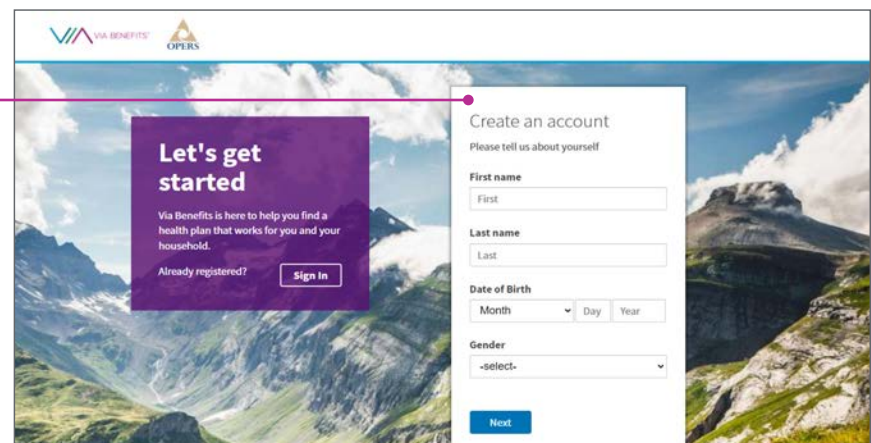 VIA BENEFITS
OPERS
Let's get
started
Via Benefits is here to help you find a
health plan that works for you and your
household.
Already registered?
Sign In
Create an account
Please tell us about yourself
First name
First
Last name
Last
Date of Birth
Month Day Year
Gender
-select-
Next